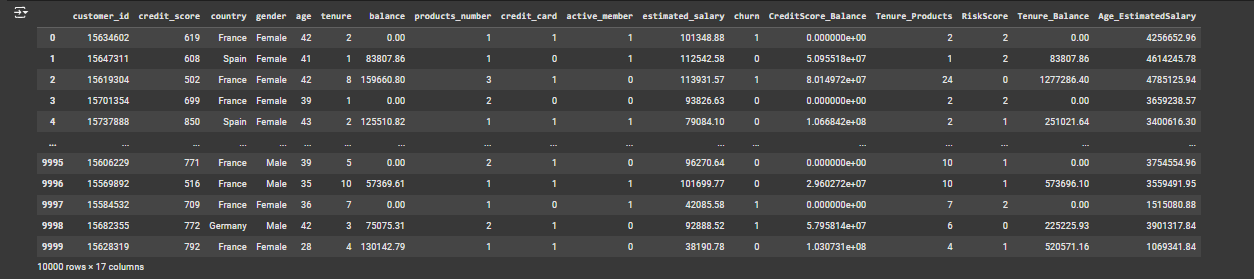 customer_id credit_score country gender age tenure balance products_number credit_card active_member estimated_salary churn CreditScore_Balance Tenure_Products RiskScore Tenure_Balance Age_EstimatedSalary
0 15634602 619 France Female 42 2 0.00 1 1 1 101348.88 1 0.000000e+00 2 2 0.00 4256652.96
1 15647311 608 Spain Female 41 1 83807.86 1 0 1 112542.58 0 5.095518e+07 1 2 83807.86 4614245.78
2 15619304 502 France Female 42 8 159660.80 3 1 0 113931.57 1 8.014972e+07 24 0 1277286.40 4785125.94
3 15701354 699 France Female 39 1 0.00 2 0 0 93826.63 0 0.000000e+00 2 2 0.00 3659238.57
4 15737888 850 Spain Female 43 2 125510.82 1 1 1 79084.10 0 1.066842e+08 2 1 251021.64 3400616.30
... ... ... ... ... ... ... ... ... ... ... ... ... ... ... ... ... ...
9995 15606229 771 France Male 39 5 0.00 2 1 0 96270.64 0 0.000000e+00 10 1 0.00 3754554.96
9996 15569892 516 France Male 35 10 57369.61 1 1 1 101699.77 0 2.960272e+07 10 1 573696.10 3559491.95
9997 15584532 709 France Female 36 7 0.00 1 0 1 42085.58 1 0.000000e+00 7 2 0.00 1515080.88
9998 15682355 772 Germany Male 42 3 75075.31 2 1 0 92888.52 1 5.795814e+07 6 0 225225.93 3901317.84
9999 15628319 792 France Female 28 4 130142.79 1 1 0 38190.78 0 1.030731e+08 4 1 520571.16 1069341.84
10000 rows × 17 columns